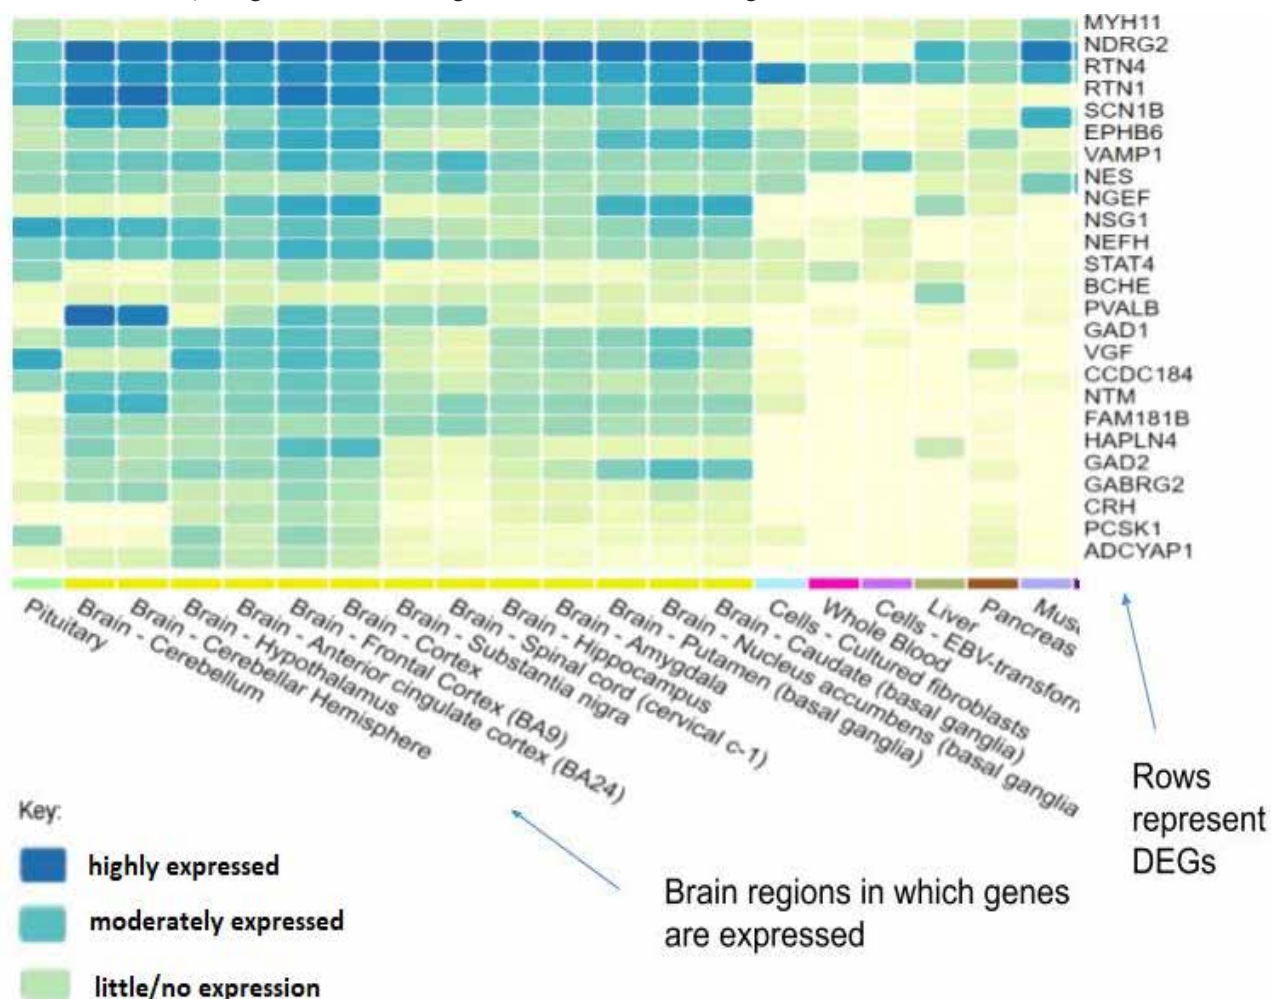 MYH11
NDRG2
RTN4
RTN1
SCN1B
EPHB6
VAMP1
NES
NGEF
NSG1
NEFH
STAT4
BCHE
PVALB
GAD1
VGF
CCDC184
NTM
FAM181B
HAPLN4
GAD2
GABRG2
CRH
PCSK1
ADCYAP1
Pituitary
Brain - Cerebellum
Brain - Cerebellar Hemisphere
Brain - Hypothalamus
Brain - Anterior cingulate cortex (BA24)
Brain - Frontal Cortex (BA9)
Brain - Cortex
Brain - Substantia nigra
Brain - Spinal cord (cervical c-1)
Brain - Hippocampus
Brain - Amygdala
Brain - Putamen (basal ganglia)
Brain - Nucleus accumbens (basal ganglia
Brain - Caudate (basal ganglia)
Cells - Cultured fibroblasts
Whole Blood
Cells - EBV-transform
Liver
Pancreas
Mus
Rows
represent
DEGs
Key:
highly expressed
moderately expressed
little/no expression
Brain regions in which genes
are expressed